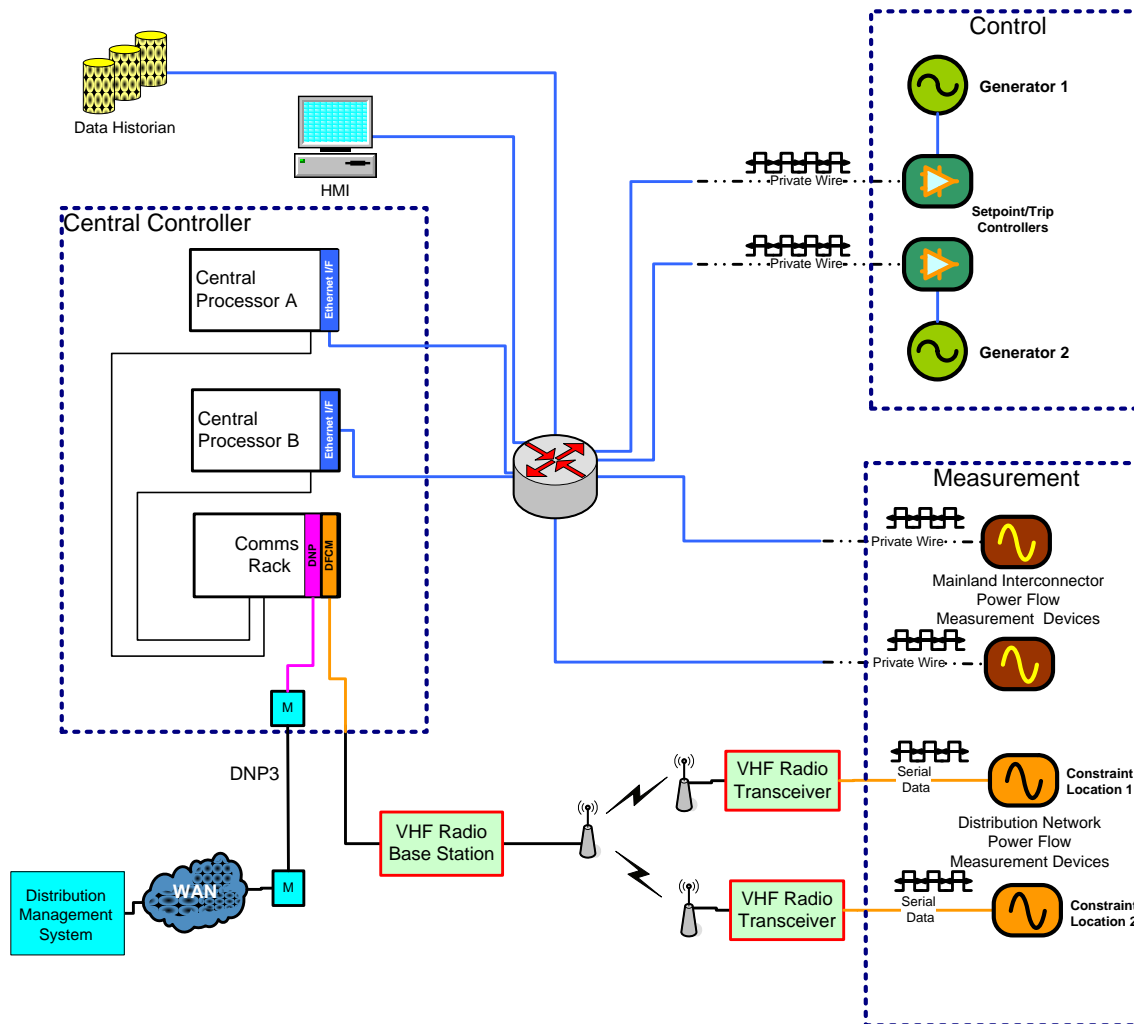 Control
Generator 1
Data Historian
HMI
Private Wire
Setpoint/Trip
Controllers
Private Wire
Generator 2
Central Controller
Central
Processor A
Ethernet I/F
Central
Processor B
Ethernet I/F
Comms
Rack
DNP
DFCM
M
DNP3
M
WAN
Distribution
Management
System
VHF Radio
Base Station
VHF Radio
Transceiver
VHF Radio
Transceiver
Measurement
Private Wire
Mainland Interconnector
Power Flow
Measurement Devices
Private Wire
Serial
Data
Constraint
Location 1
Distribution Network
Power Flow
Measurement Devices
Serial
Data
Constraint
Location 2